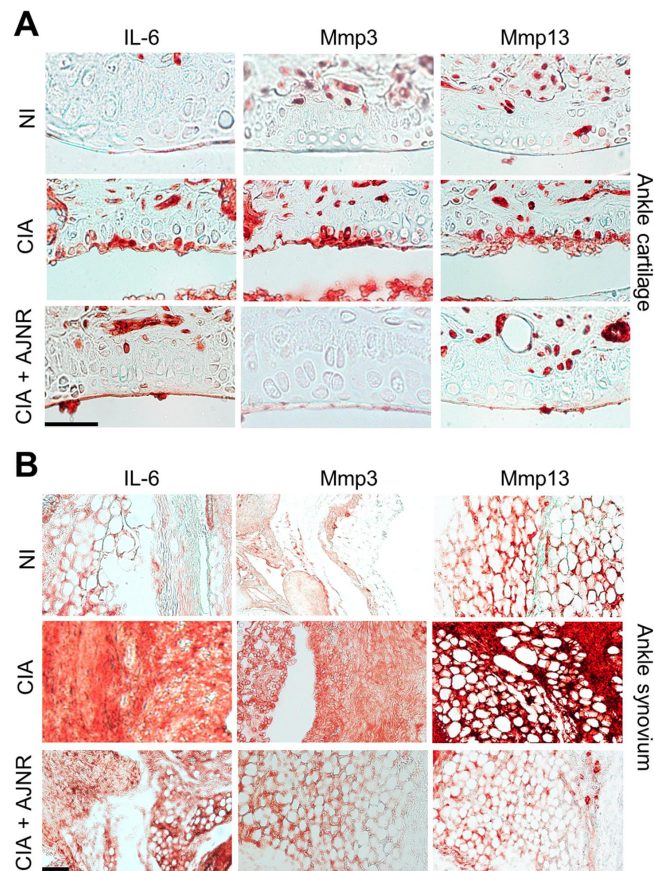 A
IL-6 Mmp3 Mmp13
NI
CIA
CIA + AJNR
Ankle cartilage
B
IL-6 Mmp3 Mmp13
NI
CIA
CIA + AJNR
Ankle synovium